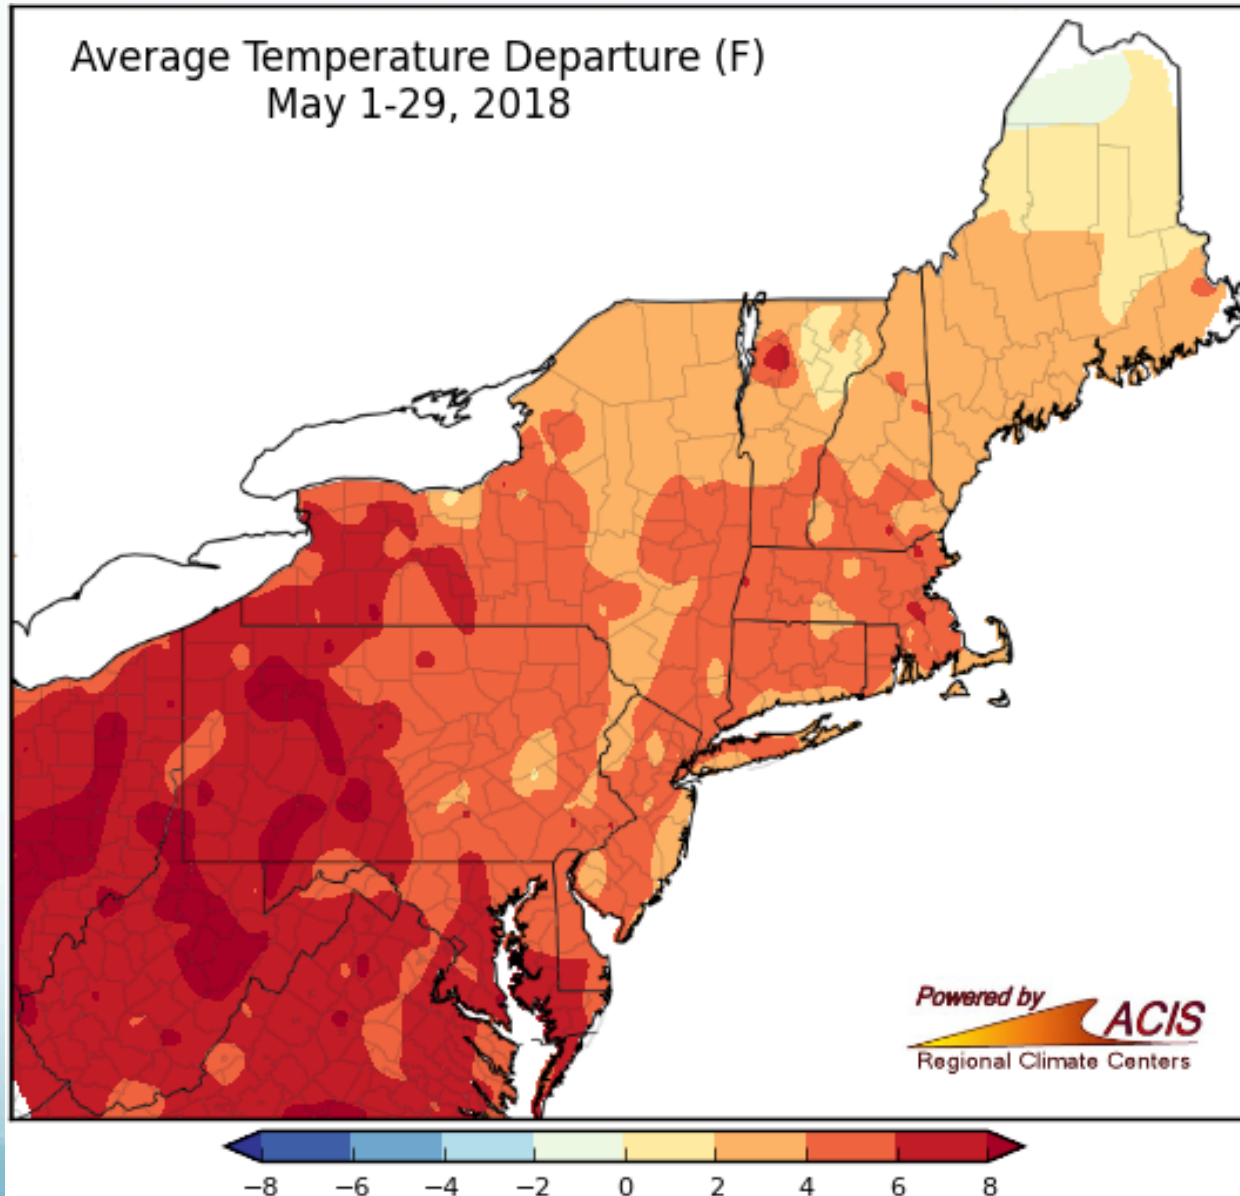 Average Temperature Departure (F)
May 1-29, 2018
Powered by
ACIS
Regional Climate Centers
−8 −6 −4 −2 0 2 4 6 8